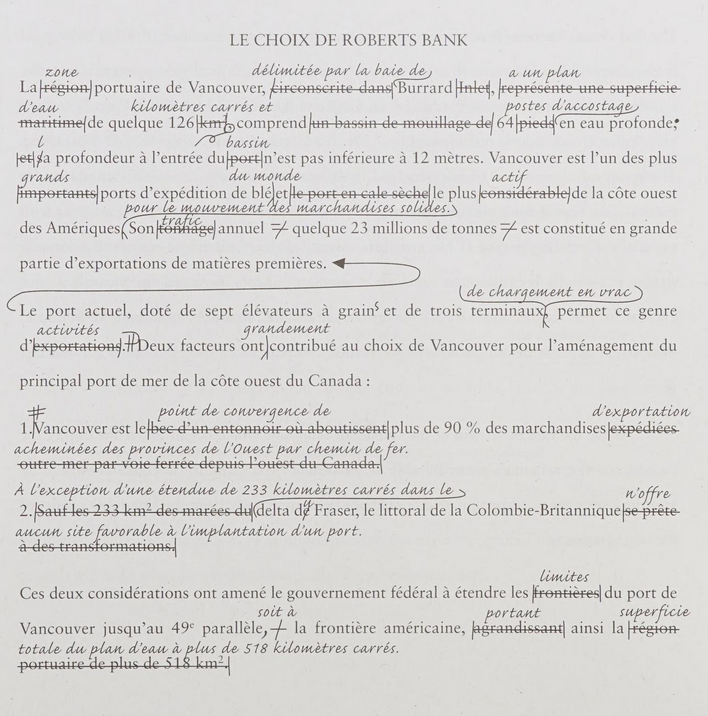 LE CHOIX DE ROBERTS BANK
zone délimitée par la baie de a un plan
La région portuaire de Vancouver, circonscrite dans Burrard Inlet, représente une superficie
d'eau kilomètres carrés et postes d'accostage
maritime de quelque 126 km², comprend un bassin de mouillage de 64 pieds en eau profonde;
l bassin
et sa profondeur à l'entrée du port n'est pas inférieure à 12 mètres. Vancouver est l'un des plus
grands du monde actif
importants ports d'expédition de blé et le port en cale sèche le plus considérable de la côte ouest
pour le mouvement des marchandises solides.
trafic
des Amériques. Son tonnage annuel – quelque 23 millions de tonnes – est constitué en grande
partie d'exportations de matières premières.
de chargement en vrac
Le port actuel, doté de sept élévateurs à grains et de trois terminaux, permet ce genre
activités grandement
d'exportations. Deux facteurs ont contribué au choix de Vancouver pour l'aménagement du
principal port de mer de la côte ouest du Canada :
# point de convergence de d'exportation
1. Vancouver est le bec d'un entonnoir où aboutissent plus de 90 % des marchandises expédiées
acheminées des provinces de l'Ouest par chemin de fer.
outre-mer par voie ferrée depuis l'ouest du Canada.
À l'exception d'une étendue de 233 kilomètres carrés dans le n'offre
2. Sauf les 233 km² des marées du delta du Fraser, le littoral de la Colombie-Britannique se prête
aucun site favorable à l'implantation d'un port.
à des transformations.
limites
Ces deux considérations ont amené le gouvernement fédéral à étendre les frontières du port de
soit à portant superficie
Vancouver jusqu'au 49e parallèle, la frontière américaine, agrandissant ainsi la région
totale du plan d'eau à plus de 518 kilomètres carrés.
portuaire de plus de 518 km².